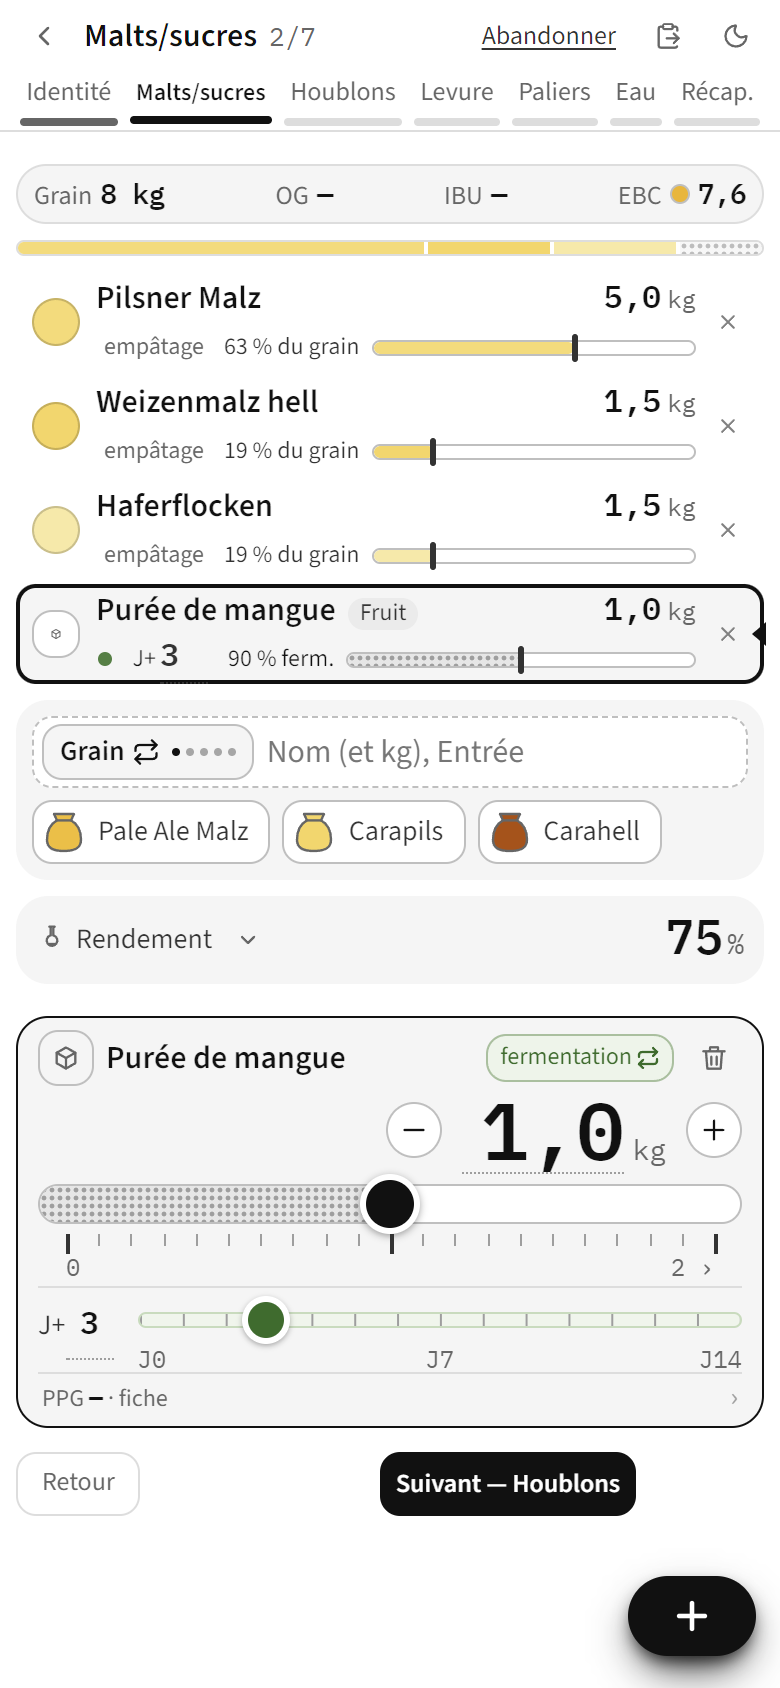 Malts/sucres 2/7 Abandonner
Identité Malts/sucres Houblons Levure Paliers Eau Récap.
Grain 8 kg OG – IBU – EBC 7,6
Pilsner Malz 5,0 kg
empâtage 63 % du grain
Weizenmalz hell 1,5 kg
empâtage 19 % du grain
Haferflocken 1,5 kg
empâtage 19 % du grain
Purée de mangue Fruit 1,0 kg
J+ 3 90 % ferm.
Grain Nom (et kg), Entrée
Pale Ale Malz Carapils Carahell
Rendement 75 %
Purée de mangue fermentation
1,0 kg
0 2 ›
J+ 3
J0 J7 J14
PPG – · fiche ›
Retour Suivant — Houblons